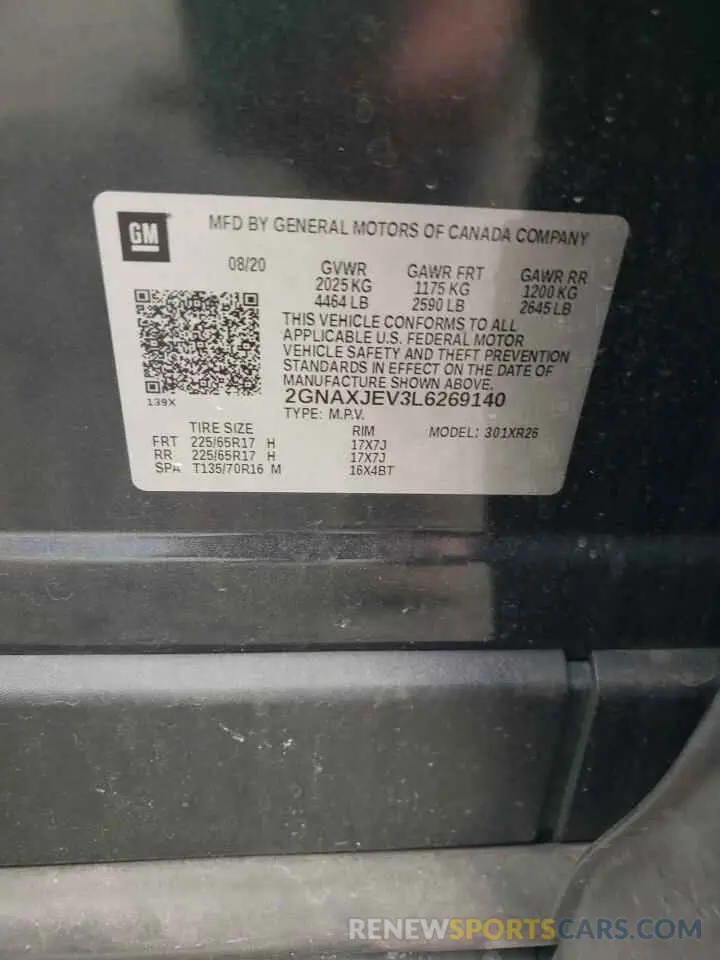 GM
MFD BY GENERAL MOTORS OF CANADA COMPANY
08/20 GVWR GAWR FRT GAWR RR
2025 KG 1175 KG 1200 KG
4464 LB 2590 LB 2645 LB
THIS VEHICLE CONFORMS TO ALL
APPLICABLE U.S. FEDERAL MOTOR
VEHICLE SAFETY AND THEFT PREVENTION
STANDARDS IN EFFECT ON THE DATE OF
MANUFACTURE SHOWN ABOVE.
139X
2GNAXJEV3L6269140
TYPE: M.P.V.
TIRE SIZE RIM MODEL: 301XR26
FRT 225/65R17 H 17X7J
RR 225/65R17 H 17X7J
SPA T135/70R16 M 16X4BT
RENEWSPORTSCARS.COM